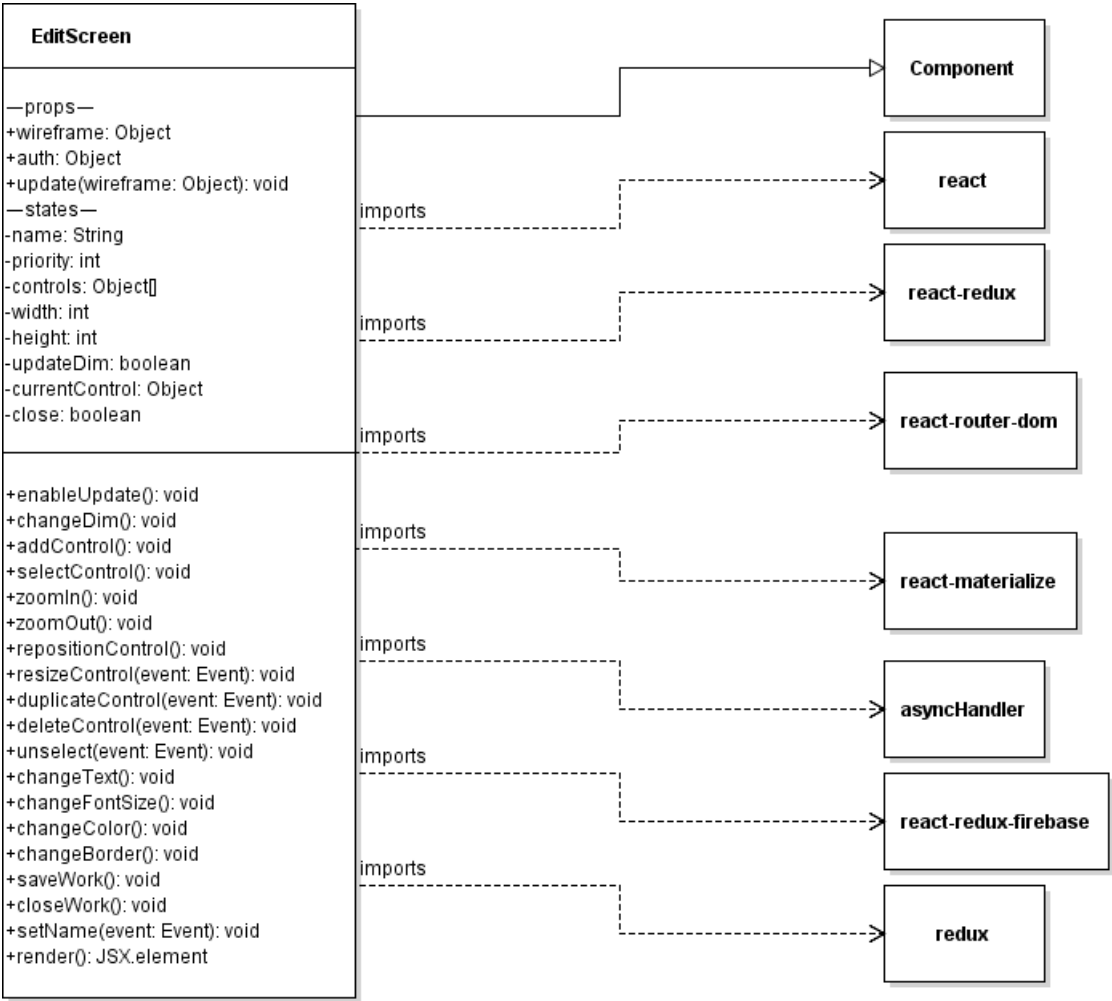 EditScreen
—props—
+wireframe: Object
+auth: Object
+update(wireframe: Object): void
—states—
-name: String
-priority: int
-controls: Object[]
-width: int
-height: int
-updateDim: boolean
-currentControl: Object
-close: boolean
+enableUpdate(): void
+changeDim(): void
+addControl(): void
+selectControl(): void
+zoomIn(): void
+zoomOut(): void
+repositionControl(): void
+resizeControl(event: Event): void
+duplicateControl(event: Event): void
+deleteControl(event: Event): void
+unselect(event: Event): void
+changeText(): void
+changeFontSize(): void
+changeColor(): void
+changeBorder(): void
+saveWork(): void
+closeWork(): void
+setName(event: Event): void
+render(): JSX.element
Component
imports
react
imports
react-redux
imports
react-router-dom
imports
react-materialize
imports
asyncHandler
imports
react-redux-firebase
imports
redux